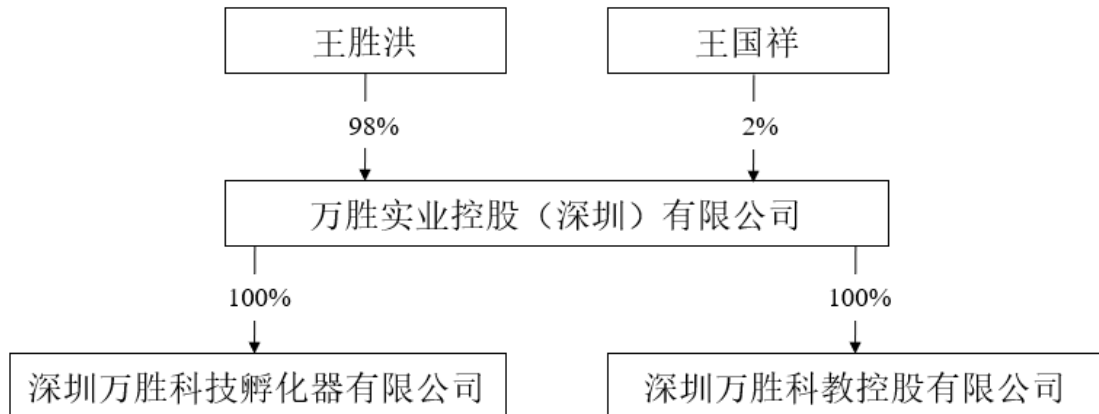 王胜洪
王国祥
98%
2%
万胜实业控股（深圳）有限公司
100%
100%
深圳万胜科技孵化器有限公司
深圳万胜科教控股有限公司